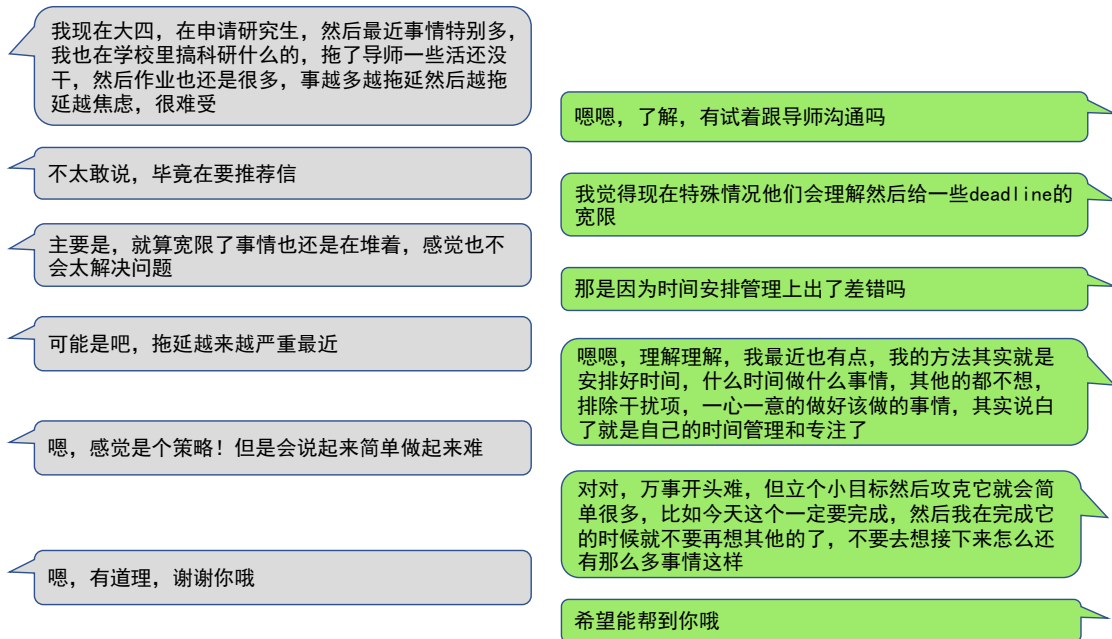 我现在大四，在申请研究生，然后最近事情特别多，
我也在学校里搞科研什么的，拖了导师一些活还没
干，然后作业也还是很多，事越多越拖延然后越拖
延越焦虑，很难受
嗯嗯，了解，有试着跟导师沟通吗
不太敢说，毕竟在要推荐信
我觉得现在特殊情况他们会理解然后给一些deadline的
宽限
主要是，就算宽限了事情也还是在堆着，感觉也不
会太解决问题
那是因为时间安排管理上出了差错吗
可能是吧，拖延越来越严重最近
嗯嗯，理解理解，我最近也有点，我的方法其实就是
安排好时间，什么时间做什么事情，其他的都不想，
排除干扰项，一心一意的做好该做的事情，其实说白
了就是自己的时间管理和专注了
嗯，感觉是个策略！但是会说起来简单做起来难
对对，万事开头难，但立个小目标然后攻克它就会简
单很多，比如今天这个一定要完成，然后我在完成它
的时候就不要再想其他的了，不要去想接下来怎么还
有那么多事情这样
嗯，有道理，谢谢你哦
希望能帮到你哦